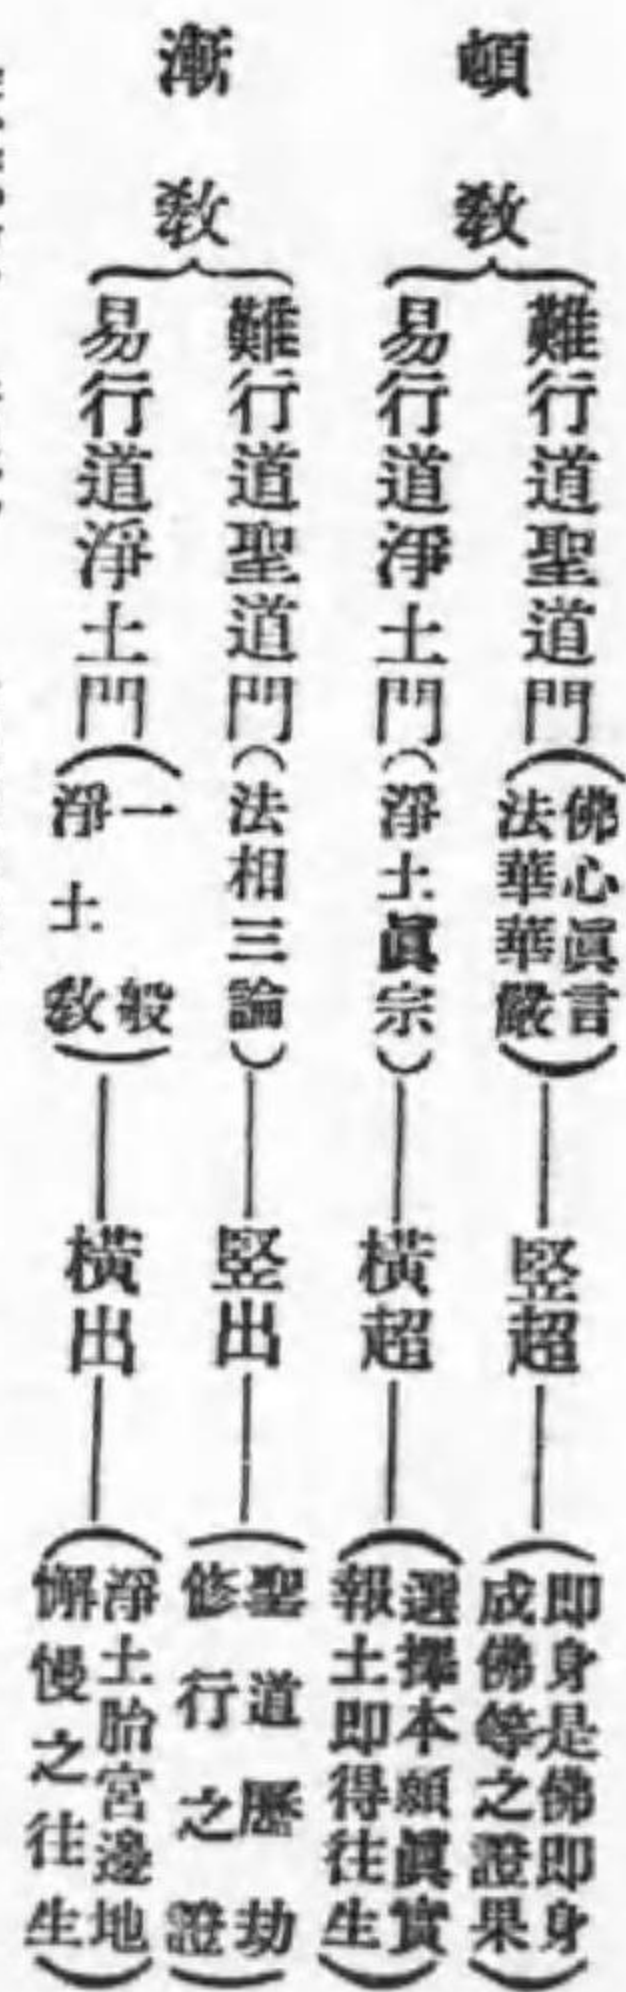 頓敎
難行道聖道門(佛心眞言法華華嚴)——竪超——(即身是佛即身成佛等之證果)
易行道淨土門(淨土眞宗)——橫超——(選擇本願眞實報土即得往生)
漸敎
難行道聖道門(法相三論)——竪出——(聖道歷劫修行之證)
易行道淨土門(一般淨土敎)——橫出——(淨土胎宮邊地懈慢之往生)